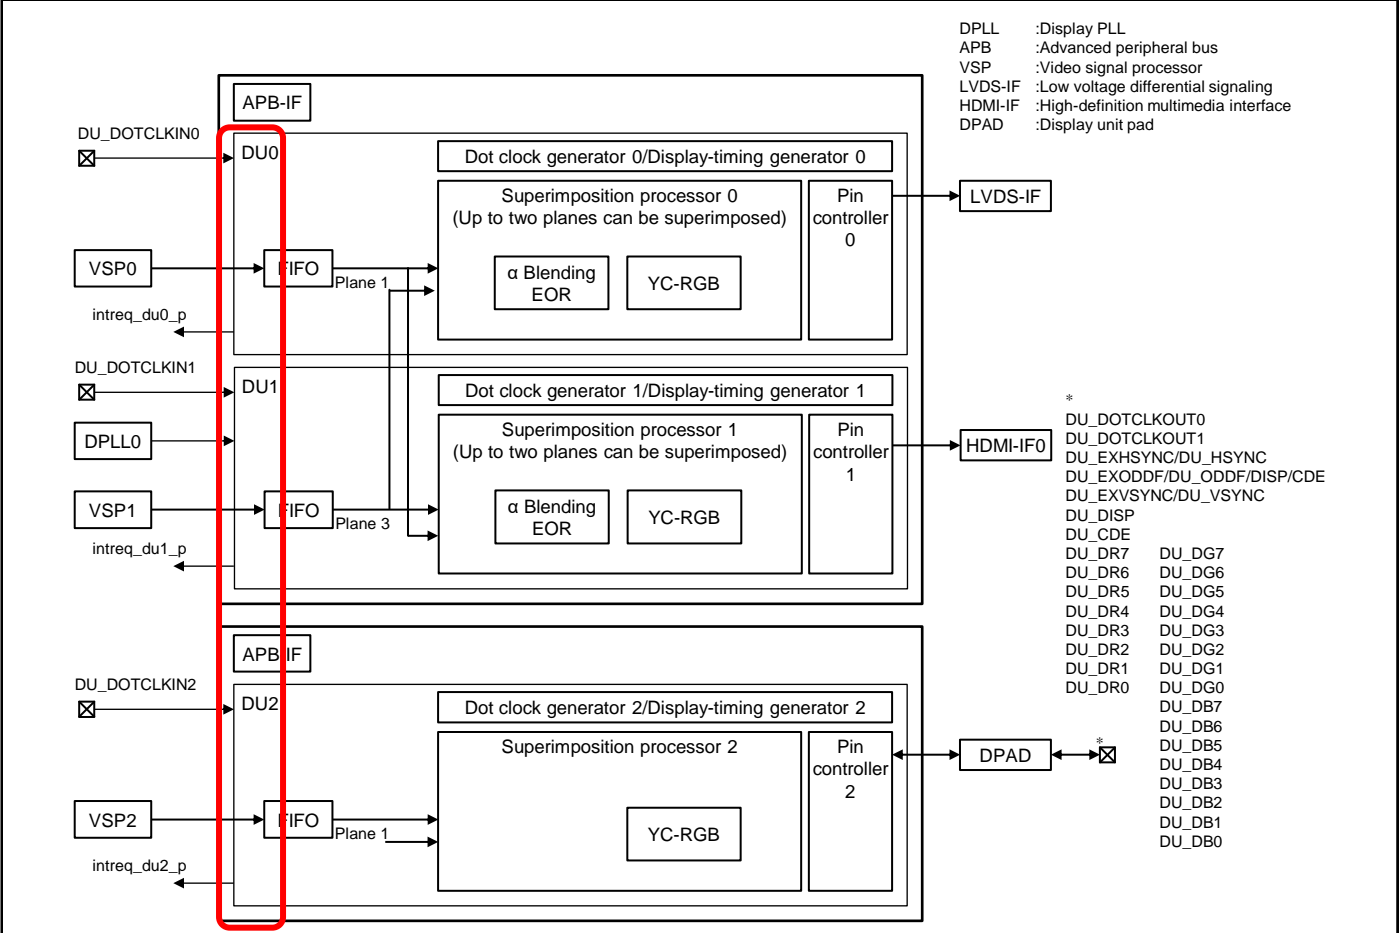 DPLL :Display PLL
APB :Advanced peripheral bus
VSP :Video signal processor
LVDS-IF :Low voltage differential signaling
HDMI-IF :High-definition multimedia interface
DPAD :Display unit pad
APB-IF
DU_DOTCLKIN0
DU0
Dot clock generator 0/Display-timing generator 0
Superimposition processor 0
(Up to two planes can be superimposed)
Pin
controller
0
LVDS-IF
VSP0
FIFO
Plane 1
α Blending
EOR
YC-RGB
intreq_du0_p
DU_DOTCLKIN1
DU1
Dot clock generator 1/Display-timing generator 1
Superimposition processor 1
(Up to two planes can be superimposed)
Pin
controller
1
HDMI-IF0
DPLL0
VSP1
FIFO
Plane 3
α Blending
EOR
YC-RGB
intreq_du1_p
*
DU_DOTCLKOUT0
DU_DOTCLKOUT1
DU_EXHSYNC/DU_HSYNC
DU_EXODDF/DU_ODDF/DISP/CDE
DU_EXVSYNC/DU_VSYNC
DU_DISP
DU_CDE
DU_DR7 DU_DG7
DU_DR6 DU_DG6
DU_DR5 DU_DG5
DU_DR4 DU_DG4
DU_DR3 DU_DG3
DU_DR2 DU_DG2
DU_DR1 DU_DG1
DU_DR0 DU_DG0
DU_DB7
DU_DB6
DU_DB5
DU_DB4
DU_DB3
DU_DB2
DU_DB1
DU_DB0
APB-IF
DU_DOTCLKIN2
DU2
Dot clock generator 2/Display-timing generator 2
Superimposition processor 2
Pin
controller
2
DPAD
*
VSP2
FIFO
Plane 1
YC-RGB
intreq_du2_p